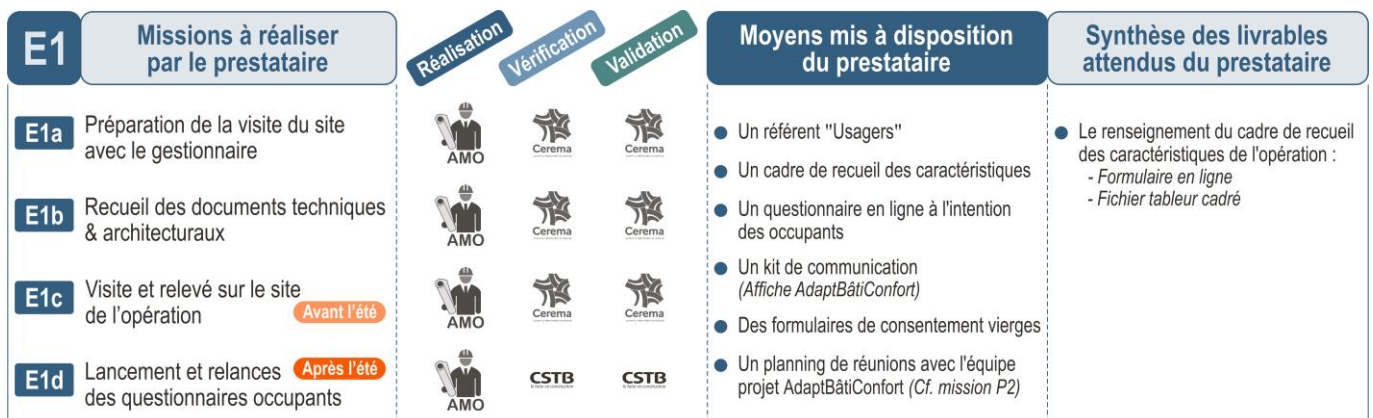 E1
Missions à réaliser
par le prestataire
Réalisation
Vérification
Validation
Moyens mis à disposition
du prestataire
Synthèse des livrables
attendus du prestataire
E1a
Préparation de la visite du site
avec le gestionnaire
AMO
Cerema
Cerema
E1b
Recueil des documents techniques
& architecturaux
AMO
Cerema
Cerema
E1c
Visite et relevé sur le site
de l'opération
Avant l'été
AMO
Cerema
Cerema
E1d
Lancement et relances
des questionnaires occupants
Après l'été
AMO
CSTB
CSTB
● Un référent "Usagers"
● Un cadre de recueil des caractéristiques
● Un questionnaire en ligne à l'intention
des occupants
● Un kit de communication
(Affiche AdaptBâtiConfort)
● Des formulaires de consentement vierges
● Un planning de réunions avec l'équipe
projet AdaptBâtiConfort (Cf. mission P2)
● Le renseignement du cadre de recueil
des caractéristiques de l'opération :
- Formulaire en ligne
- Fichier tableur cadré